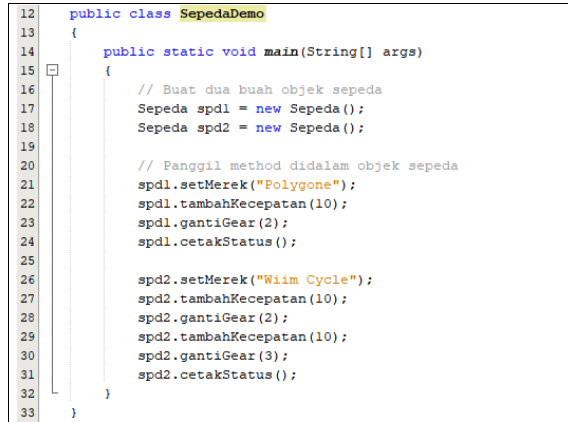 12 public class SepedaDemo
13 {
14 public static void main(String[] args)
15 {
16 // Buat dua buah objek sepeda
17 Sepeda spd1 = new Sepeda();
18 Sepeda spd2 = new Sepeda();
19
20 // Panggil method didalam objek sepeda
21 spd1.setMerek("Polygone");
22 spd1.tambahKecepatan(10);
23 spd1.gantiGear(2);
24 spd1.cetakStatus();
25
26 spd2.setMerek("Wiim Cycle");
27 spd2.tambahKecepatan(10);
28 spd2.gantiGear(2);
29 spd2.tambahKecepatan(10);
30 spd2.gantiGear(3);
31 spd2.cetakStatus();
32 }
33 }